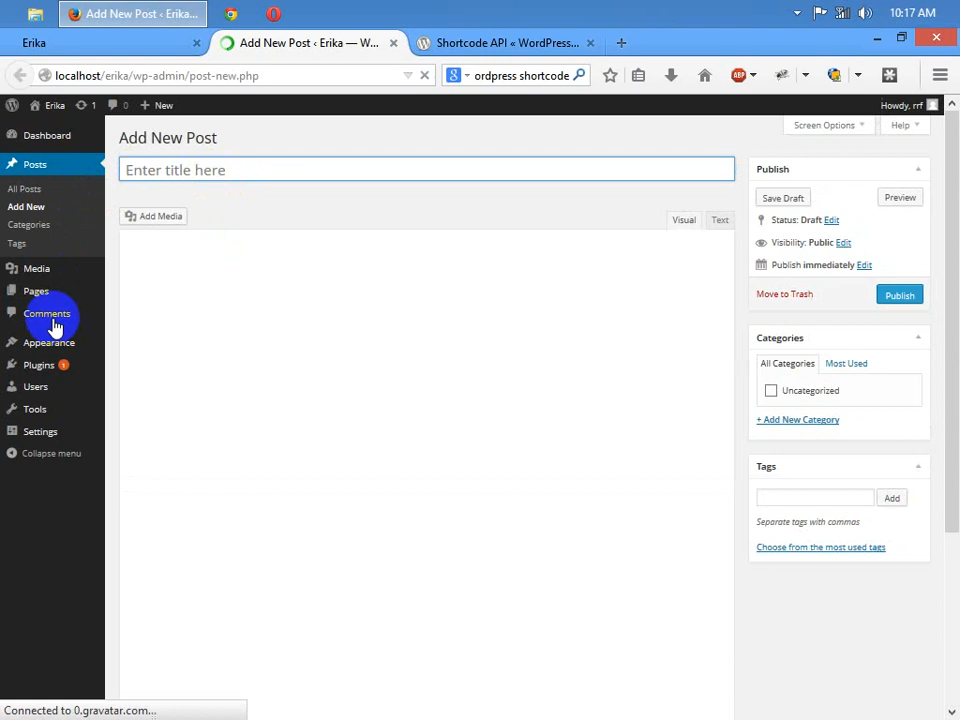 Add New Post ‹ Erika...
10:17 AM
Erika
Add New Post ‹ Erika — W...
Shortcode API « WordPress...
localhost/erika/wp-admin/post-new.php
ordpress shortcode
ABP
Erika
1
0
New
Howdy, rrf
Dashboard
Posts
All Posts
Add New
Categories
Tags
Media
Pages
Comments
Appearance
Plugins 1
Users
Tools
Settings
Collapse menu
Screen Options
Help
Add New Post
Enter title here
Add Media
Visual
Text
Publish
Save Draft
Preview
Status: Draft Edit
Visibility: Public Edit
Publish immediately Edit
Move to Trash
Publish
Categories
All Categories
Most Used
Uncategorized
+ Add New Category
Tags
Add
Separate tags with commas
Choose from the most used tags
Connected to 0.gravatar.com...